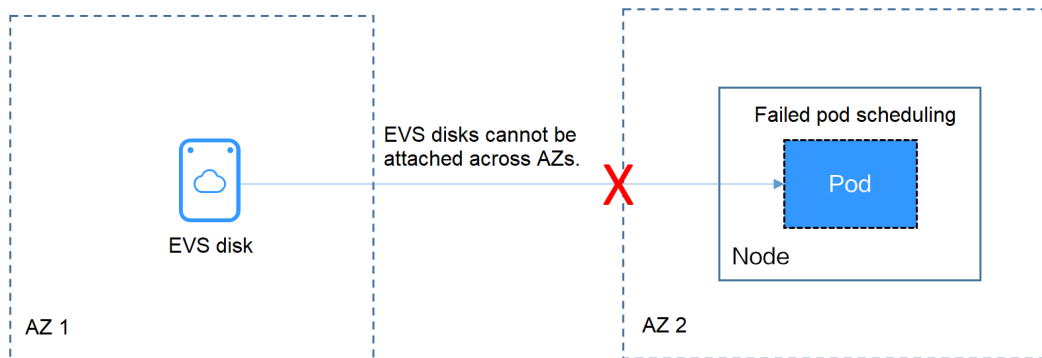 EVS disks cannot be
attached across AZs.
EVS disk
AZ 1
X
Failed pod scheduling
Pod
Node
AZ 2